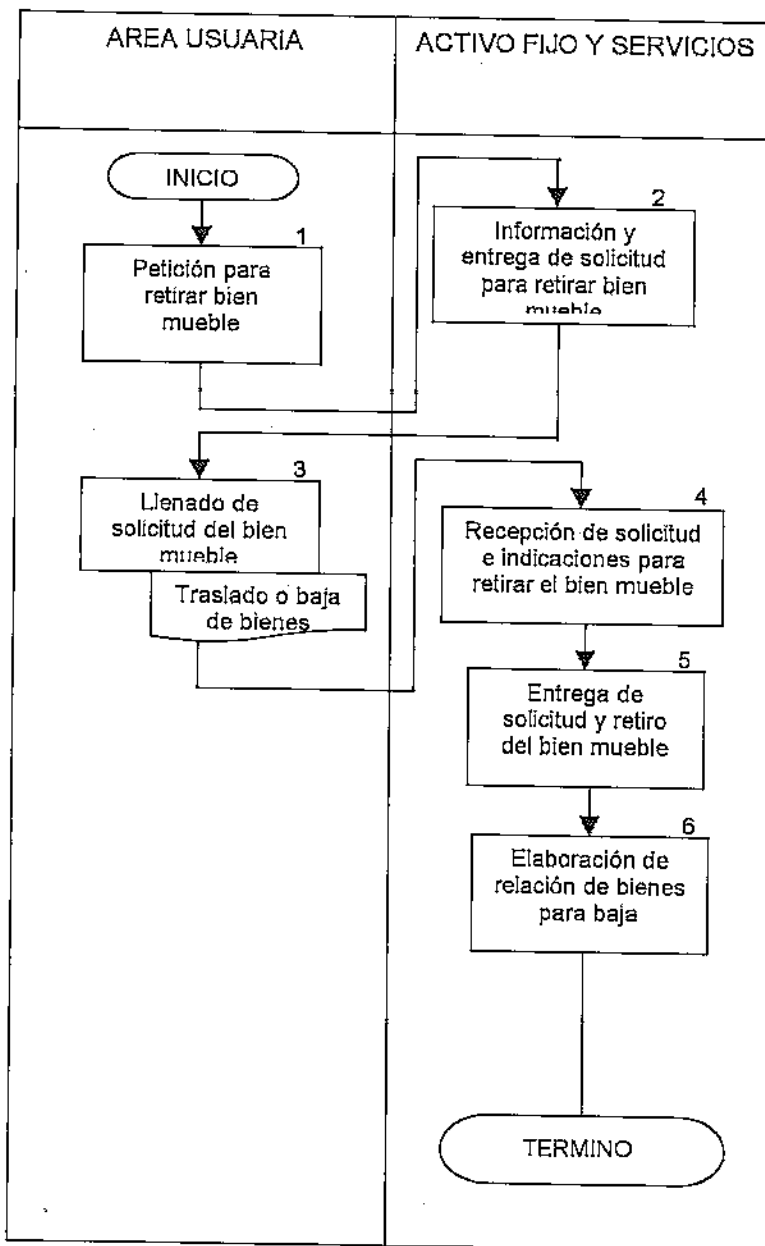 AREA USUARIA
ACTIVO FIJO Y SERVICIOS
INICIO
1
Petición para
retirar bien
mueble
2
Información y
entrega de solicitud
para retirar bien
mueble
3
Llenado de
solicitud del bien
mueble
Traslado o baja
de bienes
4
Recepción de solicitud
e indicaciones para
retirar el bien mueble
5
Entrega de
solicitud y retiro
del bien mueble
6
Elaboración de
relación de bienes
para baja
TERMINO